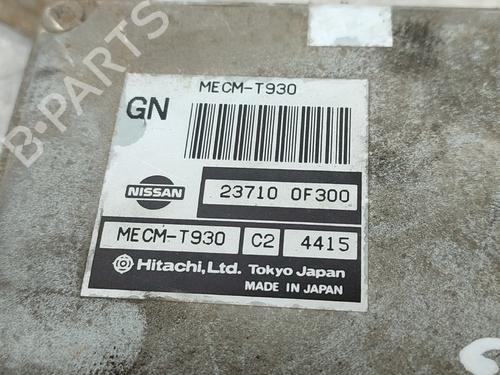 MECM-T930
GN
NISSAN
23710 0F300
MECM-T930 C2 4415
Hitachi, Ltd. Tokyo Japan
MADE IN JAPAN
B-PARTS